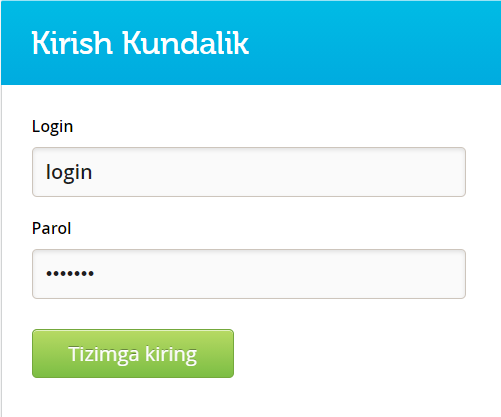 Kirish Kundalik
Login
login
Parol
•••••••
Tizimga kiring